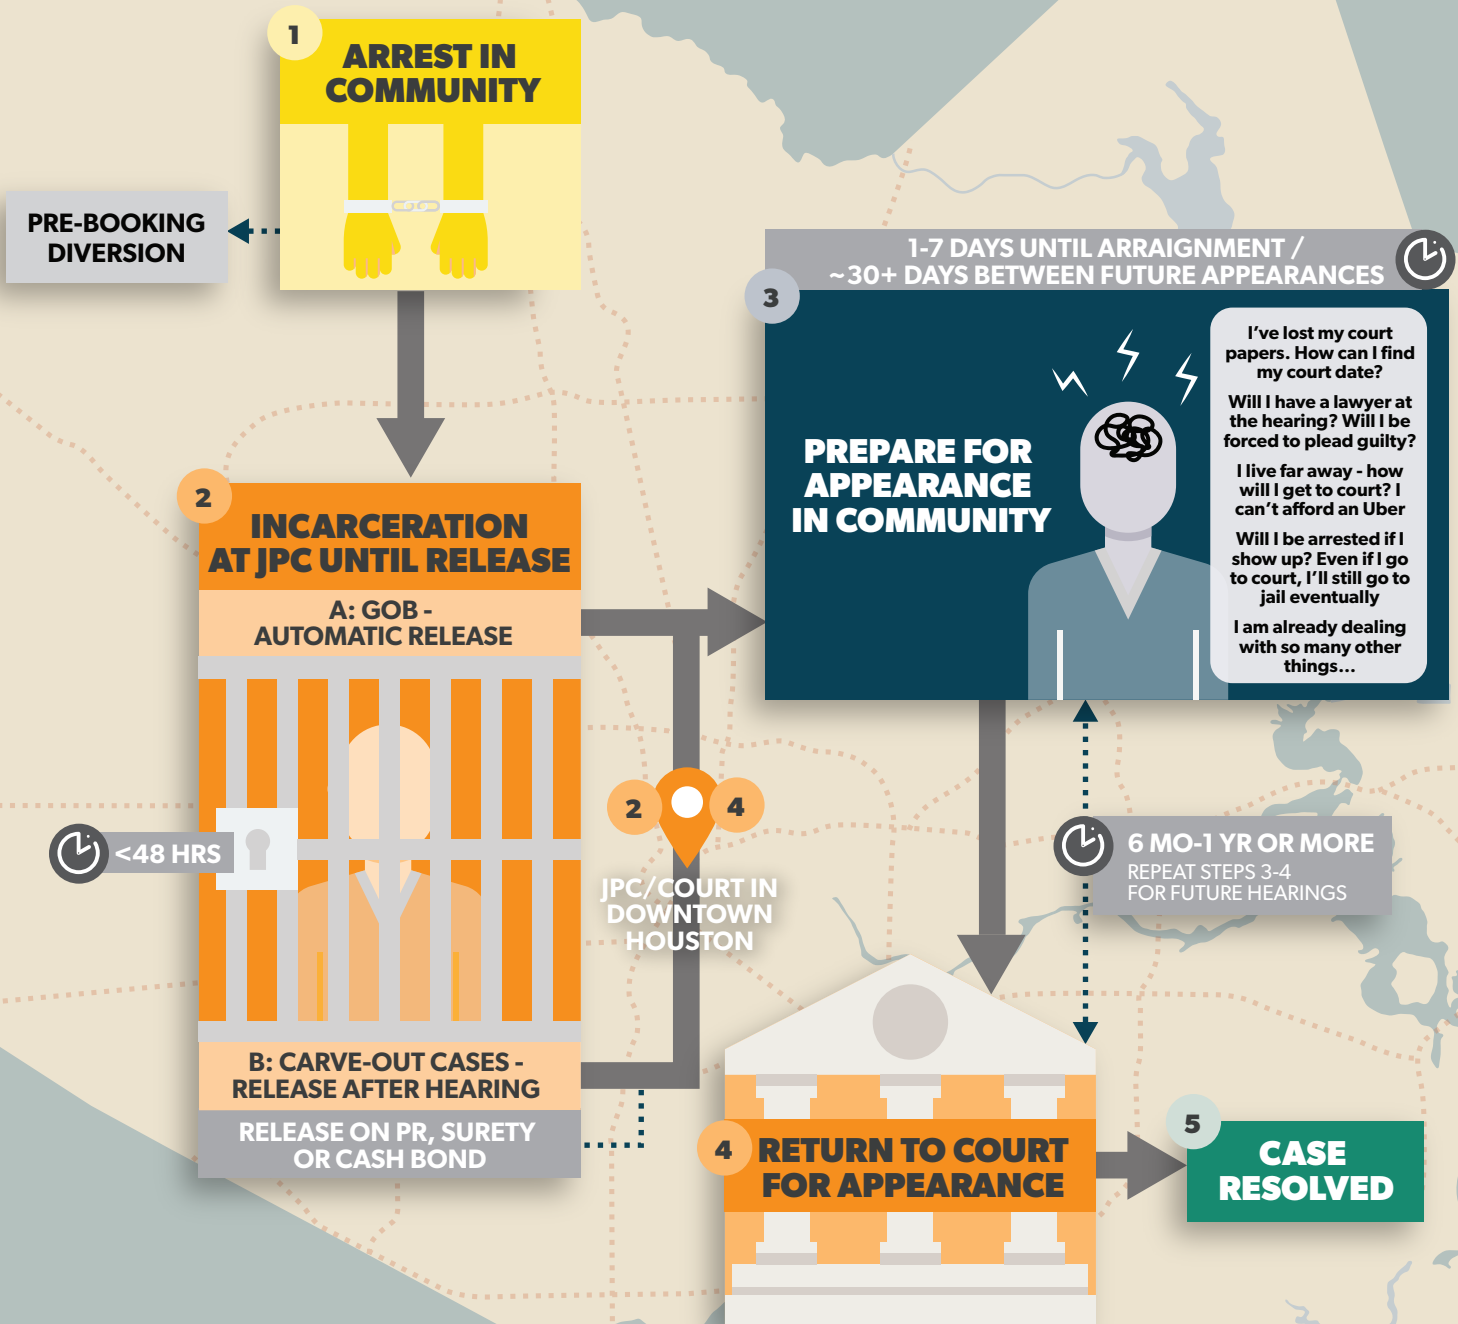 1
ARREST IN
COMMUNITY
PRE-BOOKING
DIVERSION
2
INCARCERATION
AT JPC UNTIL RELEASE
A: GOB -
AUTOMATIC RELEASE
<48 HRS
B: CARVE-OUT CASES -
RELEASE AFTER HEARING
RELEASE ON PR, SURETY
OR CASH BOND
2
4
JPC/COURT IN
DOWNTOWN
HOUSTON
1-7 DAYS UNTIL ARRAIGNMENT /
~30+ DAYS BETWEEN FUTURE APPEARANCES
3
PREPARE FOR
APPEARANCE
IN COMMUNITY
I've lost my court
papers. How can I find
my court date?
Will I have a lawyer at
the hearing? Will I be
forced to plead guilty?
I live far away - how
will I get to court? I
can't afford an Uber
Will I be arrested if I
show up? Even if I go
to court, I'll still go to
jail eventually
I am already dealing
with so many other
things...
6 MO-1 YR OR MORE
REPEAT STEPS 3-4
FOR FUTURE HEARINGS
4
RETURN TO COURT
FOR APPEARANCE
5
CASE
RESOLVED